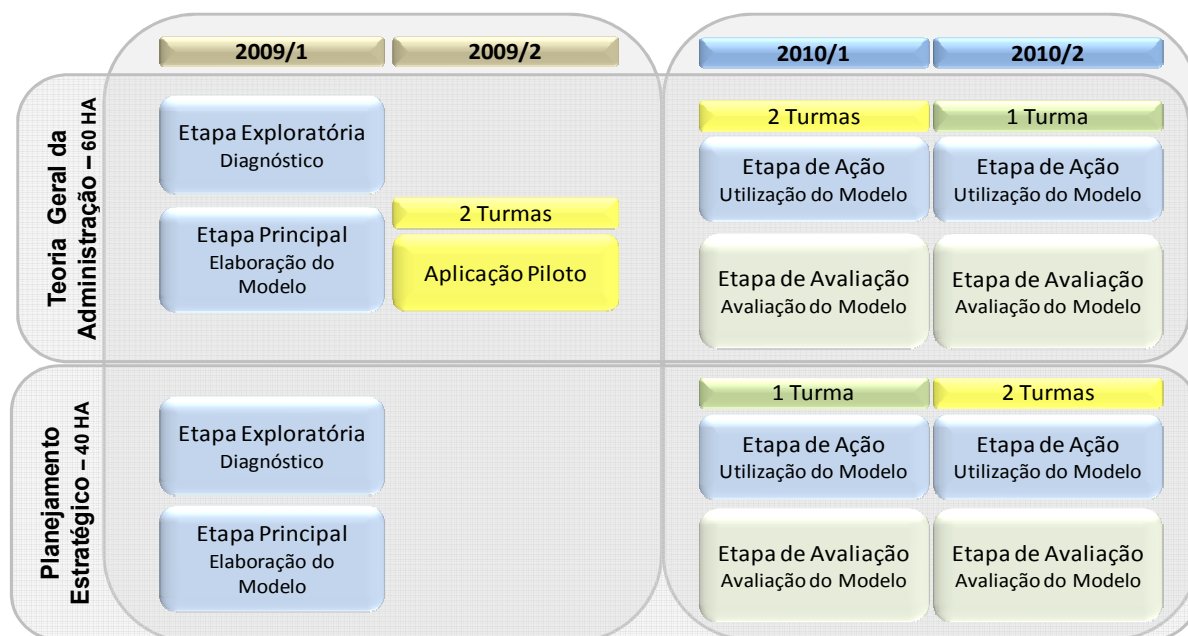 2009/1
2009/2
2010/1
2010/2
Teoria Geral da
Administração – 60 HA
Etapa Exploratória
Diagnóstico
Etapa Principal
Elaboração do
Modelo
2 Turmas
Aplicação Piloto
2 Turmas
Etapa de Ação
Utilização do Modelo
Etapa de Avaliação
Avaliação do Modelo
1 Turma
Etapa de Ação
Utilização do Modelo
Etapa de Avaliação
Avaliação do Modelo
Planejamento
Estratégico – 40 HA
Etapa Exploratória
Diagnóstico
Etapa Principal
Elaboração do
Modelo
1 Turma
Etapa de Ação
Utilização do Modelo
Etapa de Avaliação
Avaliação do Modelo
2 Turmas
Etapa de Ação
Utilização do Modelo
Etapa de Avaliação
Avaliação do Modelo